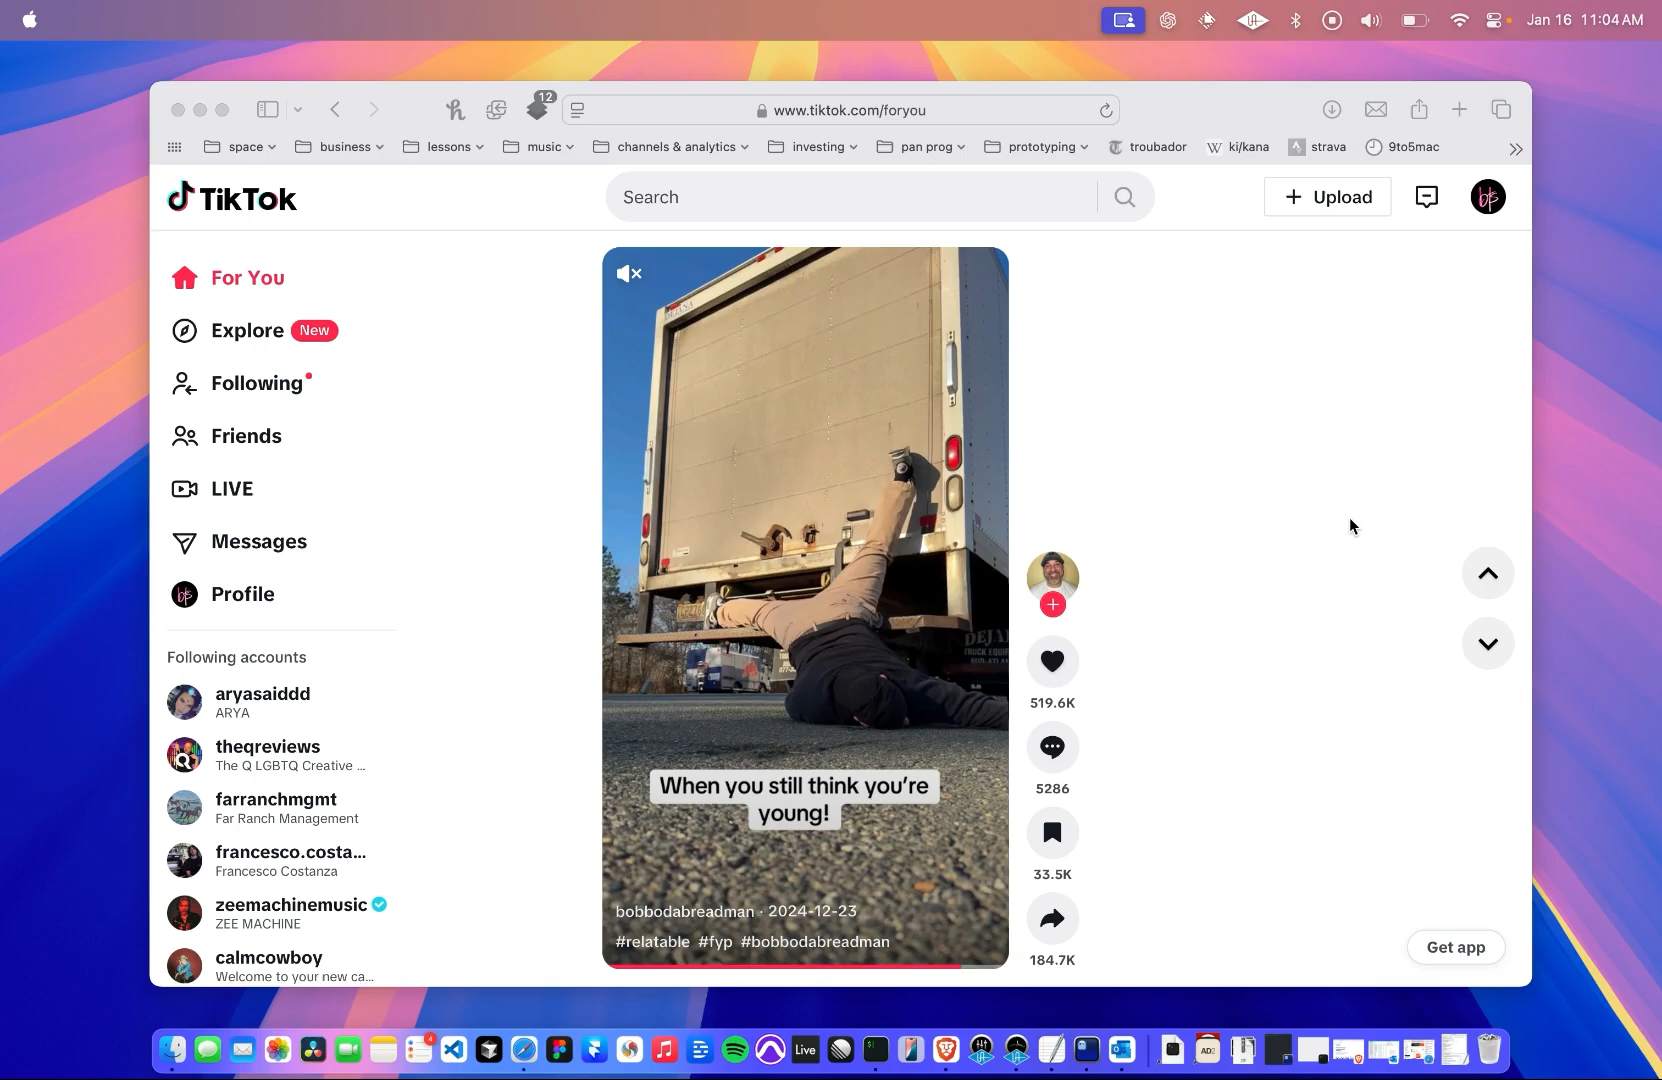 Jan 16 11:04 AM
12
www.tiktok.com/foryou
space
business
lessons
music
channels & analytics
investing
pan prog
prototyping
troubador
ki/kana
strava
9to5mac
TikTok
Search
+ Upload
For You
Explore New
Following
Friends
LIVE
Messages
Profile
Following accounts
aryasaiddd
ARYA
theqreviews
The Q LGBTQ Creative ...
farranchmgmt
Far Ranch Management
francesco.costa...
Francesco Costanza
zeemachinemusic
ZEE MACHINE
calmcowboy
Welcome to your new ca...
When you still think you're
young!
bobbodabreadman · 2024-12-23
#relatable #fyp #bobbodabreadman
519.6K
5286
33.5K
184.7K
Get app
4
Live